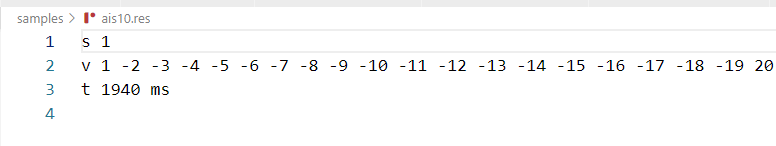 samples > ais10.res
1 s 1
2 v 1 -2 -3 -4 -5 -6 -7 -8 -9 -10 -11 -12 -13 -14 -15 -16 -17 -18 -19 20
3 t 1940 ms
4